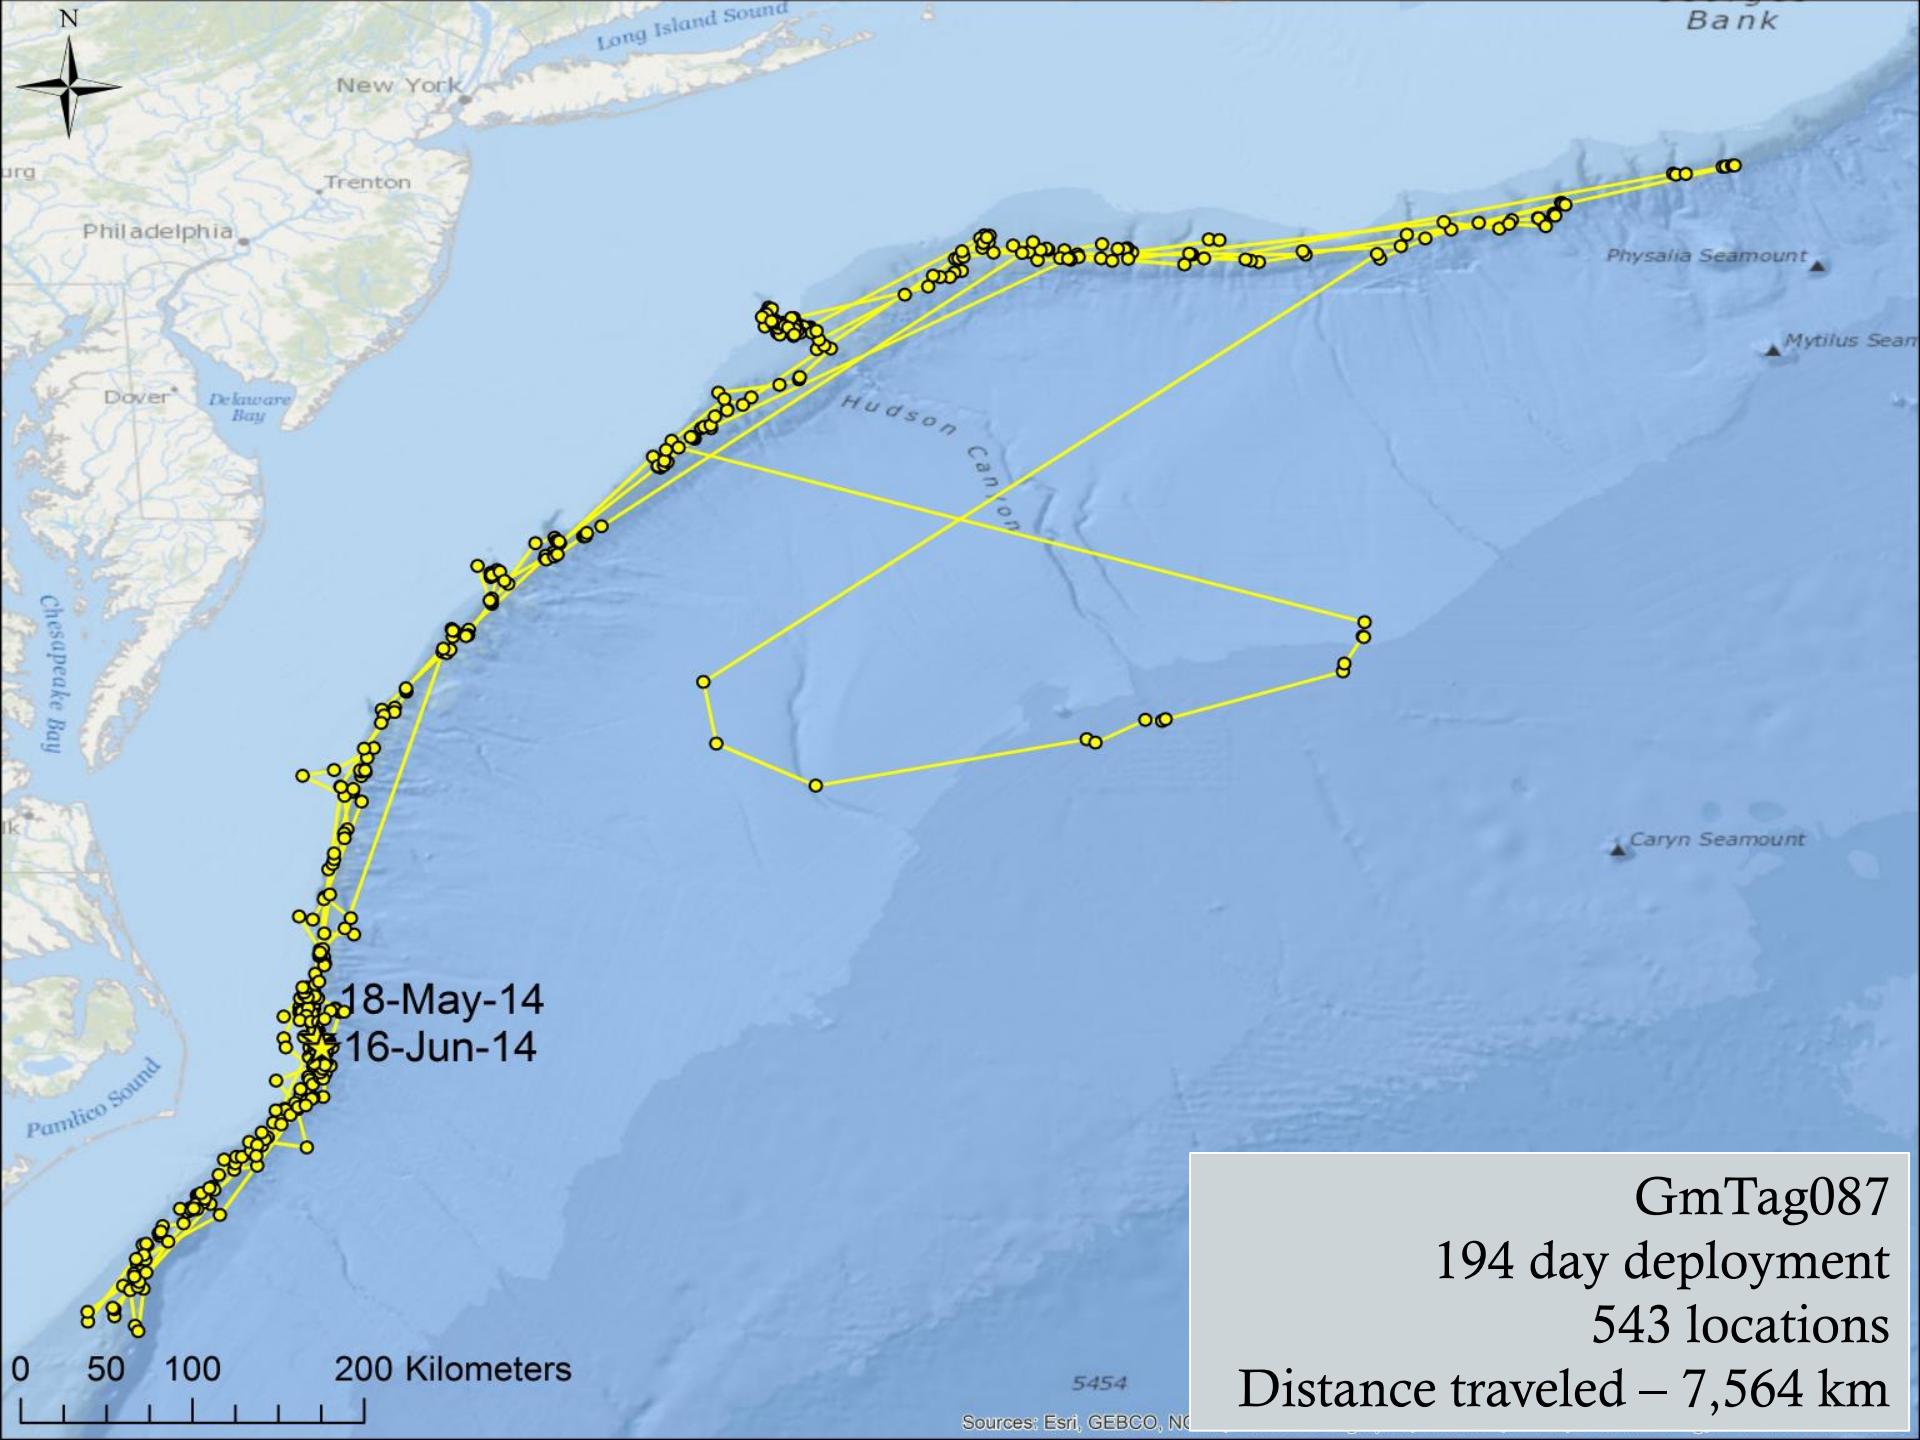 N
Long Island Sound
Bank
New York
urg
Trenton
Philadelphia
Physalia Seamount
Mytilus Seam
Dover
Delaware
Bay
Hudson Canyon
Chesapeake Bay
lk
Caryn Seamount
18-May-14
16-Jun-14
Pamlico Sound
GmTag087
194 day deployment
543 locations
Distance traveled – 7,564 km
0 50 100 200 Kilometers
5454
Sources: Esri, GEBCO,